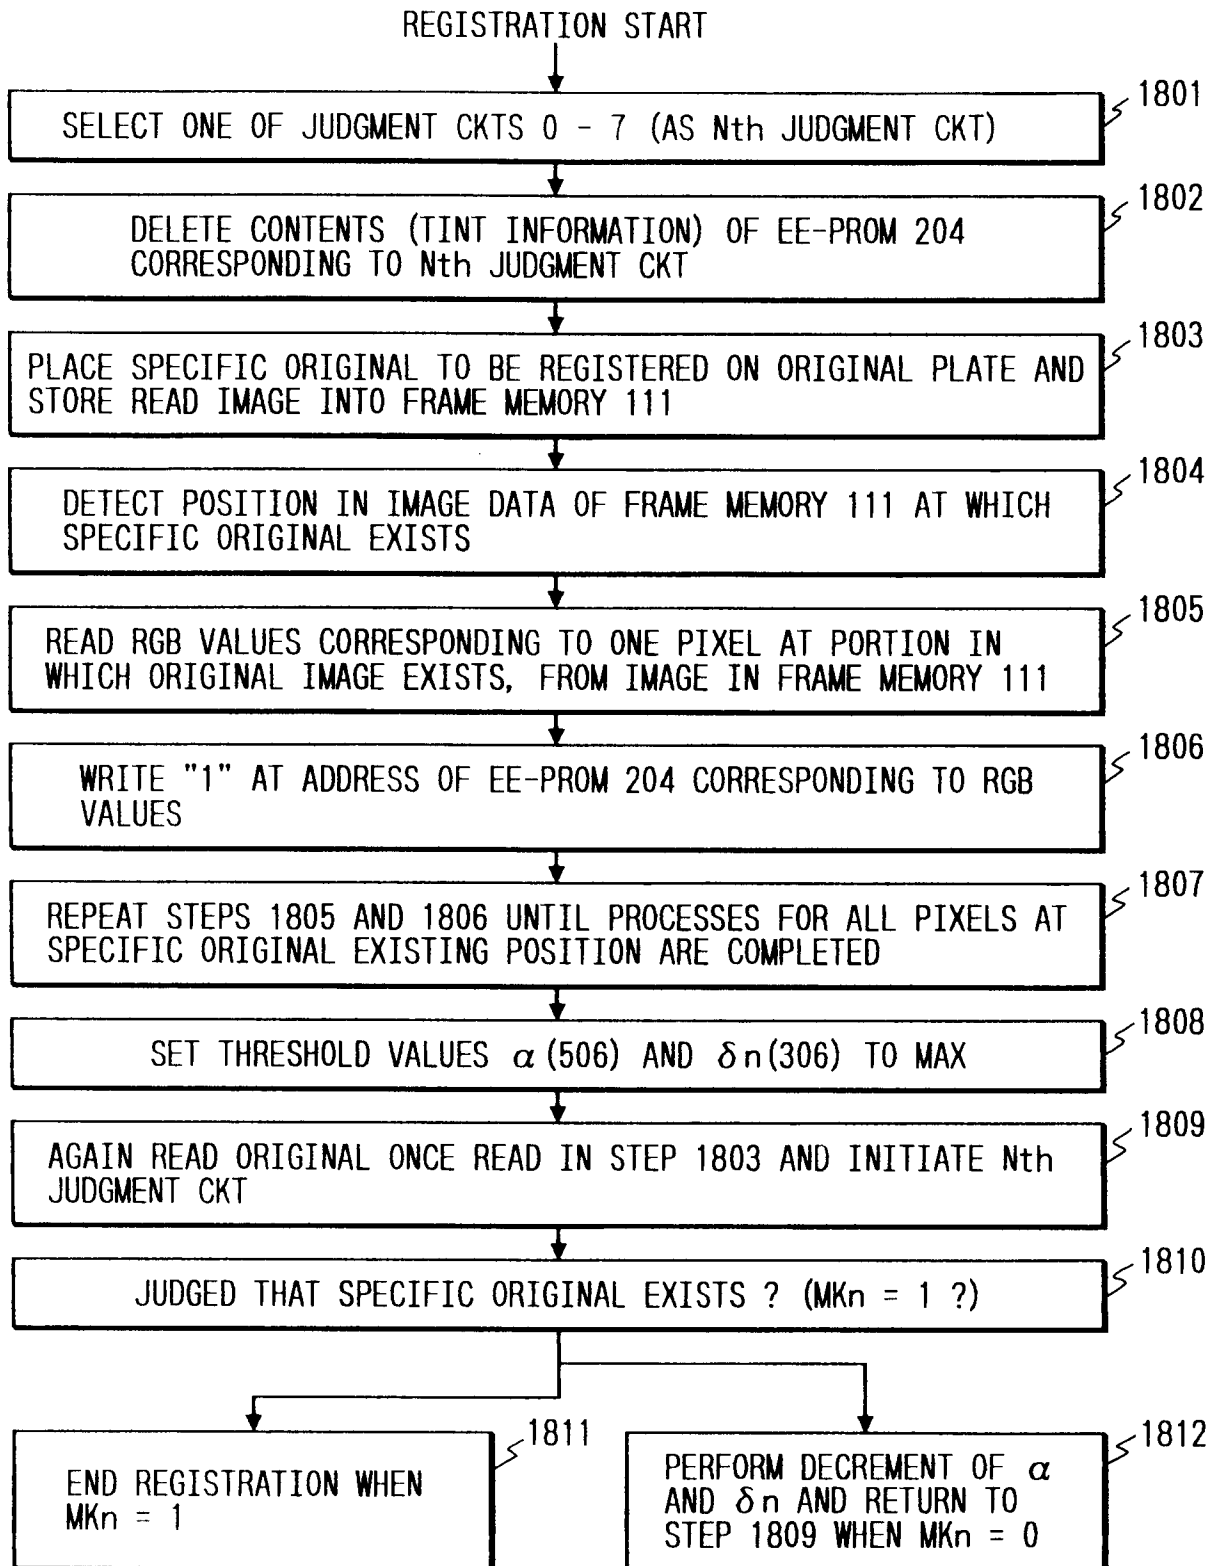 REGISTRATION START
1801
SELECT ONE OF JUDGMENT CKTS 0 - 7 (AS Nth JUDGMENT CKT)
1802
DELETE CONTENTS (TINT INFORMATION) OF EE-PROM 204
CORRESPONDING TO Nth JUDGMENT CKT
1803
PLACE SPECIFIC ORIGINAL TO BE REGISTERED ON ORIGINAL PLATE AND
STORE READ IMAGE INTO FRAME MEMORY 111
1804
DETECT POSITION IN IMAGE DATA OF FRAME MEMORY 111 AT WHICH
SPECIFIC ORIGINAL EXISTS
1805
READ RGB VALUES CORRESPONDING TO ONE PIXEL AT PORTION IN
WHICH ORIGINAL IMAGE EXISTS, FROM IMAGE IN FRAME MEMORY 111
1806
WRITE "1" AT ADDRESS OF EE-PROM 204 CORRESPONDING TO RGB
VALUES
1807
REPEAT STEPS 1805 AND 1806 UNTIL PROCESSES FOR ALL PIXELS AT
SPECIFIC ORIGINAL EXISTING POSITION ARE COMPLETED
1808
SET THRESHOLD VALUES α (506) AND δn(306) TO MAX
1809
AGAIN READ ORIGINAL ONCE READ IN STEP 1803 AND INITIATE Nth
JUDGMENT CKT
1810
JUDGED THAT SPECIFIC ORIGINAL EXISTS ? (MKn = 1 ?)
1811
END REGISTRATION WHEN
MKn = 1
1812
PERFORM DECREMENT OF α
AND δn AND RETURN TO
STEP 1809 WHEN MKn = 0